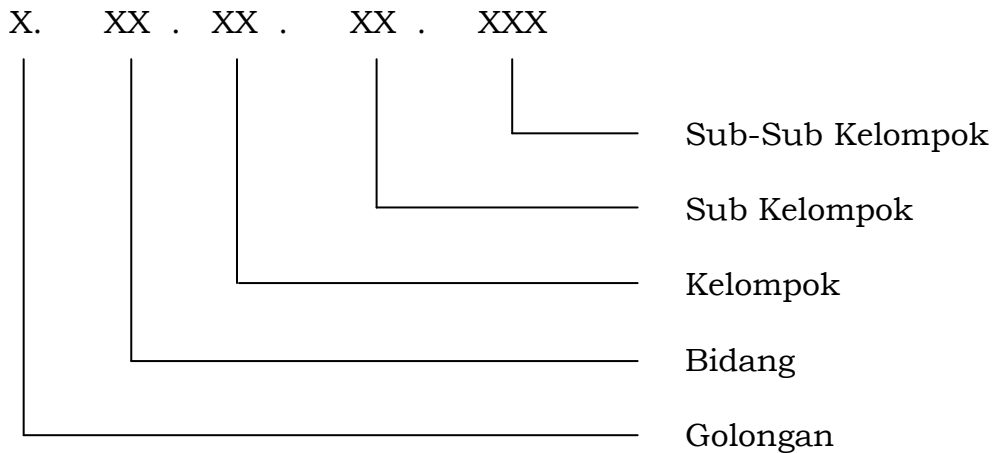 X. XX . XX . XX . XXX
Sub-Sub Kelompok
Sub Kelompok
Kelompok
Bidang
Golongan